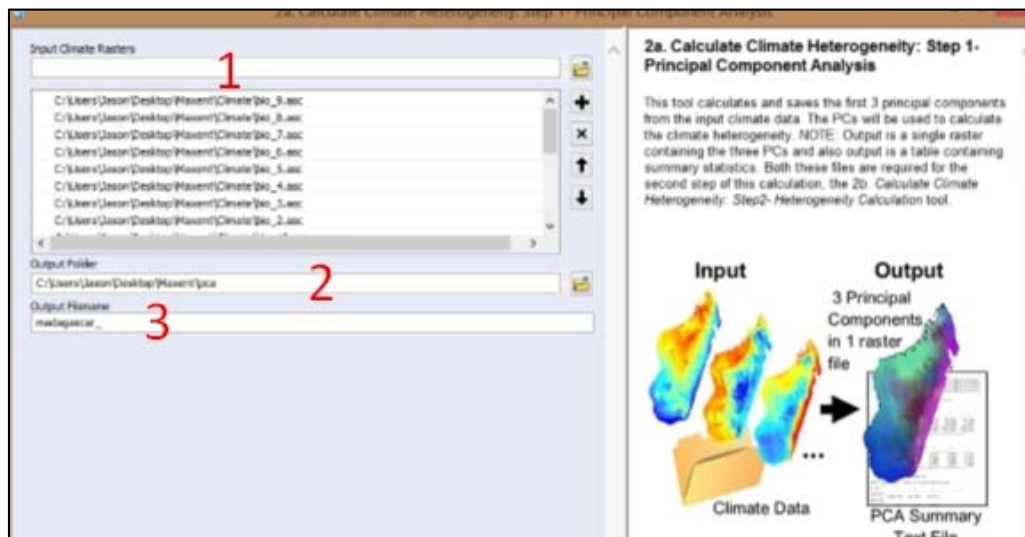 2a. Calculate Climate Heterogeneity: Step 1- Principal Component Analysis
Input Climate Rasters
1
C:\Users\Jason\Desktop\Maxent\Climate\bio_9.asc
C:\Users\Jason\Desktop\Maxent\Climate\bio_8.asc
C:\Users\Jason\Desktop\Maxent\Climate\bio_7.asc
C:\Users\Jason\Desktop\Maxent\Climate\bio_6.asc
C:\Users\Jason\Desktop\Maxent\Climate\bio_5.asc
C:\Users\Jason\Desktop\Maxent\Climate\bio_4.asc
C:\Users\Jason\Desktop\Maxent\Climate\bio_3.asc
C:\Users\Jason\Desktop\Maxent\Climate\bio_2.asc
Output Folder
C:\Users\Jason\Desktop\Maxent\pca
2
Output Filename
madagascar_
3
2a. Calculate Climate Heterogeneity: Step 1-
Principal Component Analysis
This tool calculates and saves the first 3 principal components
from the input climate data. The PCs will be used to calculate
the climate heterogeneity. NOTE: Output is a single raster
containing the three PCs and also output is a table containing
summary statistics. Both these files are required for the
second step of this calculation, the 2b. Calculate Climate
Heterogeneity: Step2- Heterogeneity Calculation tool.
Input
Output
3 Principal
Components
in 1 raster
file
...
Climate Data
PCA Summary
Text File